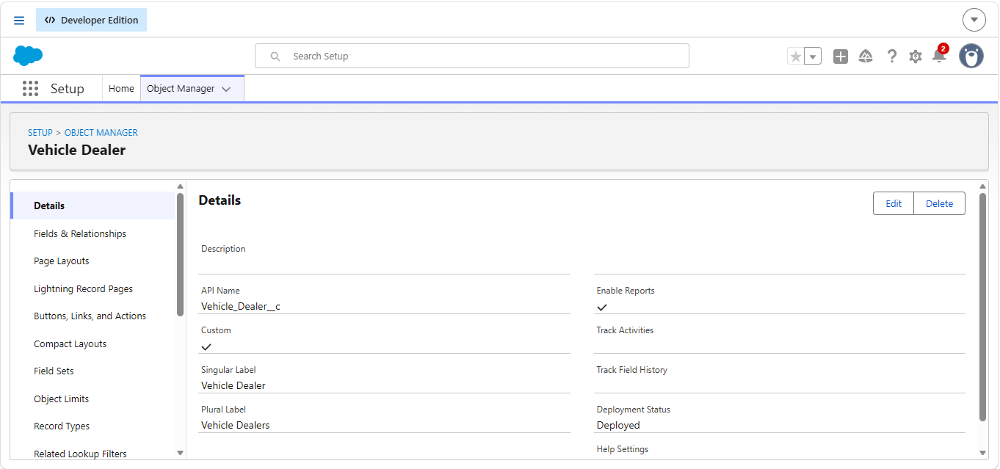 Developer Edition
Search Setup
2
Setup
Home
Object Manager
SETUP > OBJECT MANAGER
Vehicle Dealer
Details
Fields & Relationships
Page Layouts
Lightning Record Pages
Buttons, Links, and Actions
Compact Layouts
Field Sets
Object Limits
Record Types
Related Lookup Filters
Details
Edit
Delete
Description
API Name
Vehicle_Dealer__c
Custom
Singular Label
Vehicle Dealer
Plural Label
Vehicle Dealers
Enable Reports
Track Activities
Track Field History
Deployment Status
Deployed
Help Settings